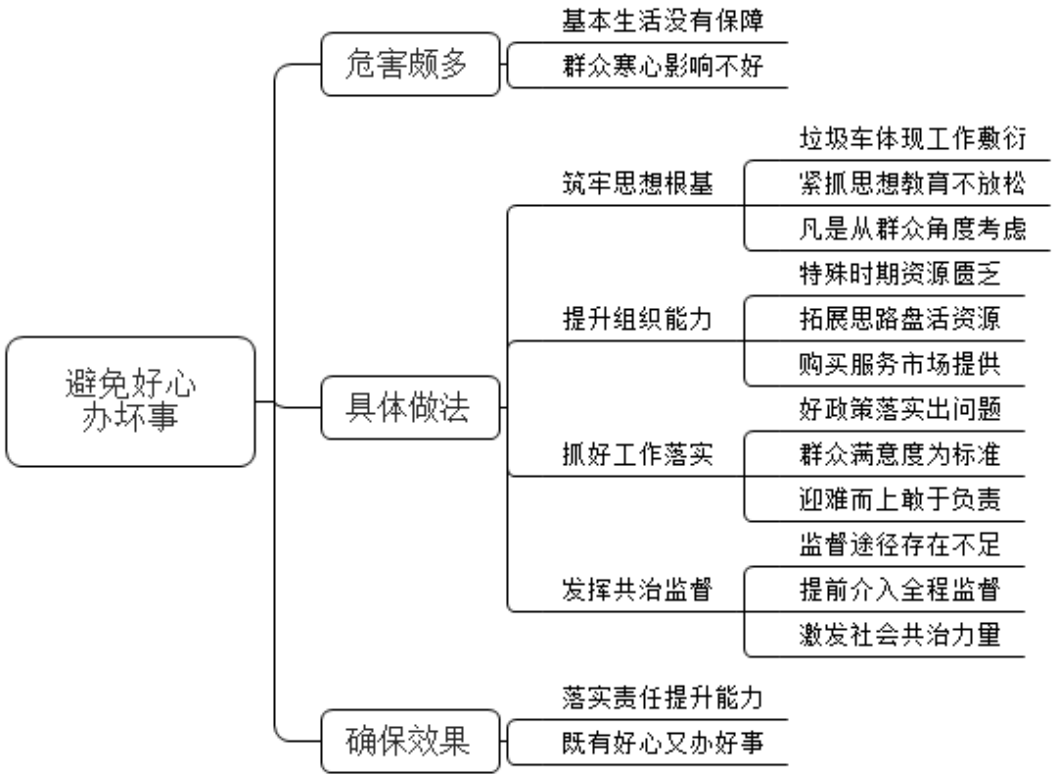 避免好心
办坏事
危害颇多
基本生活没有保障
群众寒心影响不好
具体做法
筑牢思想根基
垃圾车体现工作敷衍
紧抓思想教育不放松
凡是从群众角度考虑
提升组织能力
特殊时期资源匮乏
拓展思路盘活资源
购买服务市场提供
抓好工作落实
好政策落实出问题
群众满意度为标准
迎难而上敢于负责
发挥共治监督
监督途径存在不足
提前介入全程监督
激发社会共治力量
确保效果
落实责任提升能力
既有好心又办好事